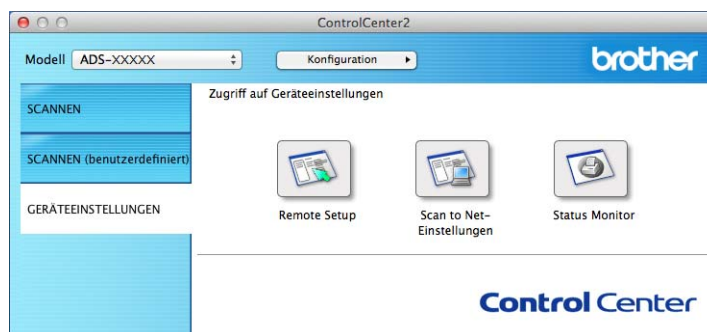 ControlCenter2
Modell ADS-XXXXX Konfiguration brother
SCANNEN
SCANNEN (benutzerdefiniert)
GERÄTEEINSTELLUNGEN
Zugriff auf Geräteeinstellungen
Remote Setup
Scan to Net-
Einstellungen
Status Monitor
Control Center